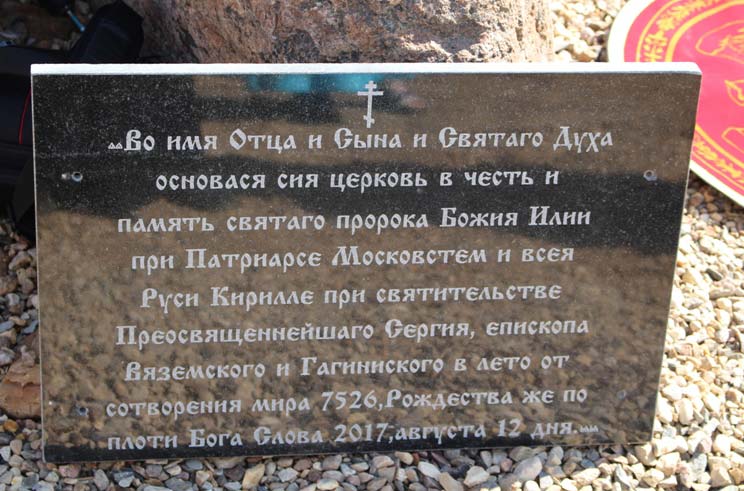 „Во имя Отца и Сына и Святаго Духа
основася сия церковь в честь и
память святаго пророка Божия Илии
при Патриарсе Московстем и всея
Руси Кирилле при святительстве
Преосвященнейшаго Сергия, епископа
Вяземского и Гагиниского в лето от
сотворения мира 7526,Рождества же по
плоти Бога Слова 2017,августа 12 дня.„